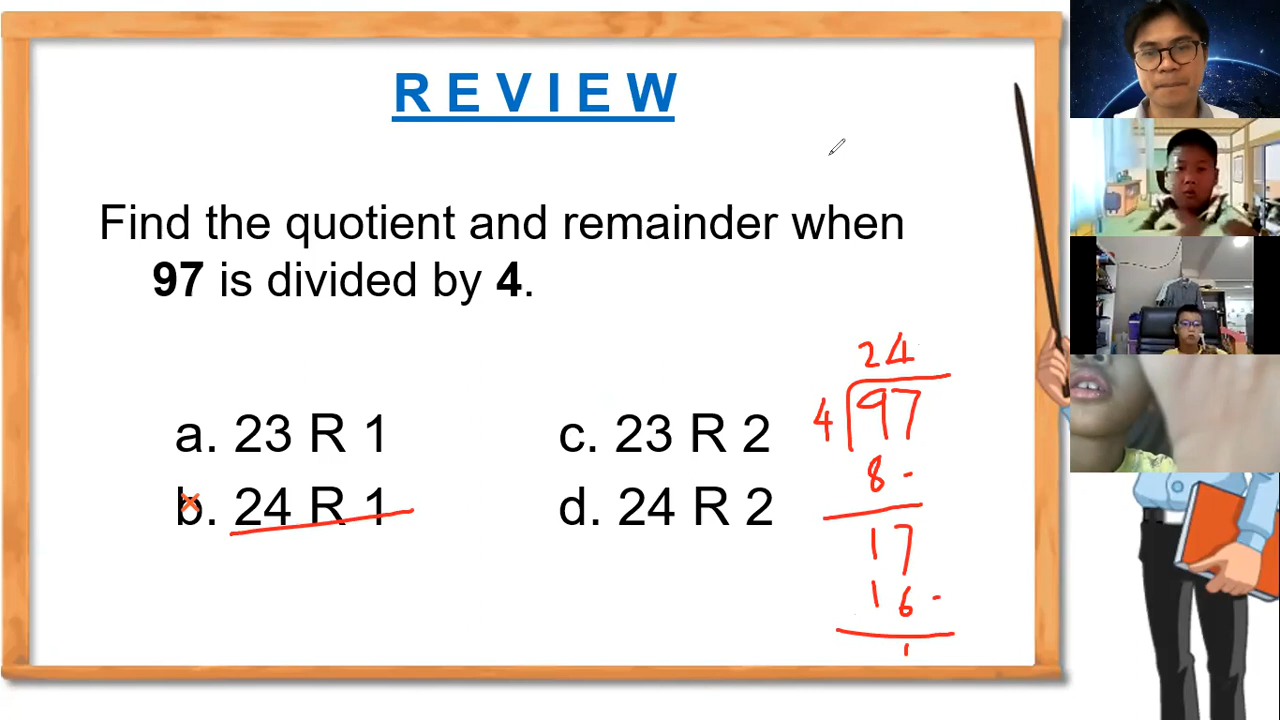 REVIEW
Find the quotient and remainder when
97 is divided by 4.
a. 23 R 1
c. 23 R 2
b. 24 R 1
d. 24 R 2
24
4 97
8 -
17
16 -
1